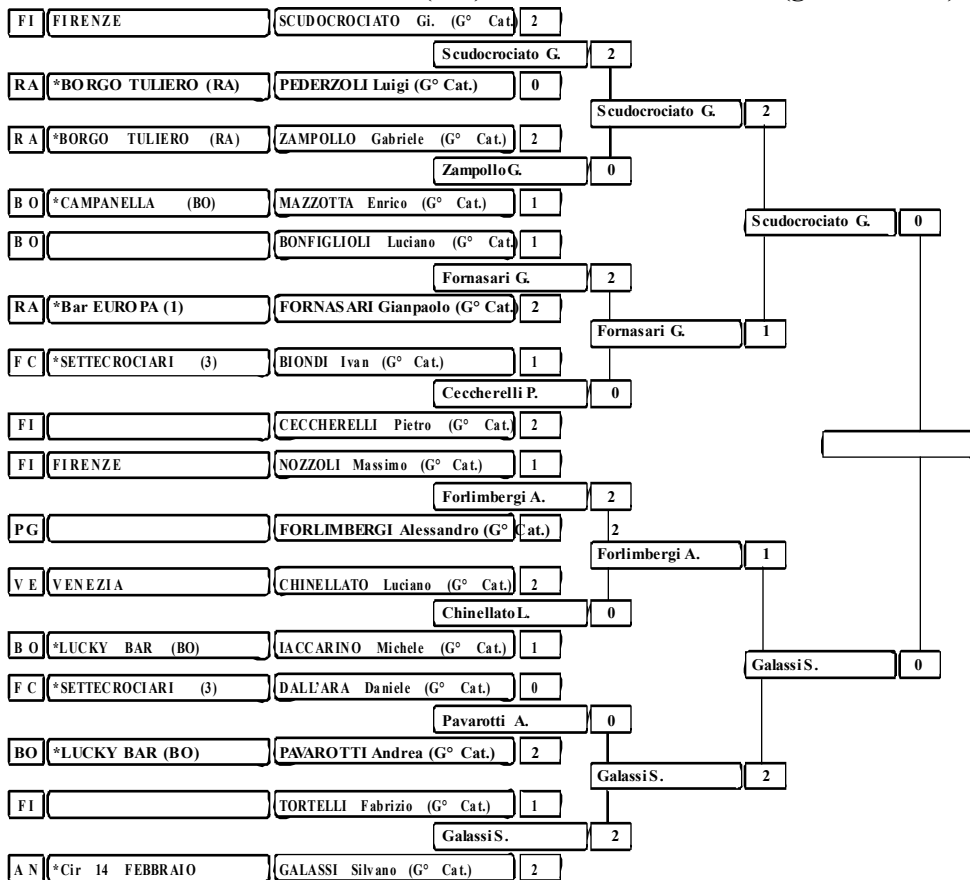 FI FIRENZE SCUDOCROCIATO Gi. (G° Cat.) 2
Scudocrociato G. 2
RA *BORGO TULIERO (RA) PEDERZOLI Luigi (G° Cat.) 0
Scudocrociato G. 2
RA *BORGO TULIERO (RA) ZAMPOLLO Gabriele (G° Cat.) 2
Zampollo G. 0
BO *CAMPANELLA (BO) MAZZOTTA Enrico (G° Cat.) 1
Scudocrociato G. 0
BO BONFIGLIOLI Luciano (G° Cat.) 1
Fornasari G. 2
RA *Bar EUROPA (1) FORNASARI Gianpaolo (G° Cat.) 2
Fornasari G. 1
FC *SETTECROCIARI (3) BIONDI Ivan (G° Cat.) 1
Ceccherelli P. 0
FI CECCHERELLI Pietro (G° Cat.) 2
FI FIRENZE NOZZOLI Massimo (G° Cat.) 1
Forlimbergi A. 2
PG FORLIMBERGI Alessandro (G° Cat.) 2
Forlimbergi A. 1
VE VENEZIA CHINELLATO Luciano (G° Cat.) 2
Chinellato L. 0
BO *LUCKY BAR (BO) IACCARINO Michele (G° Cat.) 1
Galassi S. 0
FC *SETTECROCIARI (3) DALL'ARA Daniele (G° Cat.) 0
Pavarotti A. 0
BO *LUCKY BAR (BO) PAVAROTTI Andrea (G° Cat.) 2
Galassi S. 2
FI TORTELLI Fabrizio (G° Cat.) 1
Galassi S. 2
AN *Cir 14 FEBBRAIO GALASSI Silvano (G° Cat.) 2